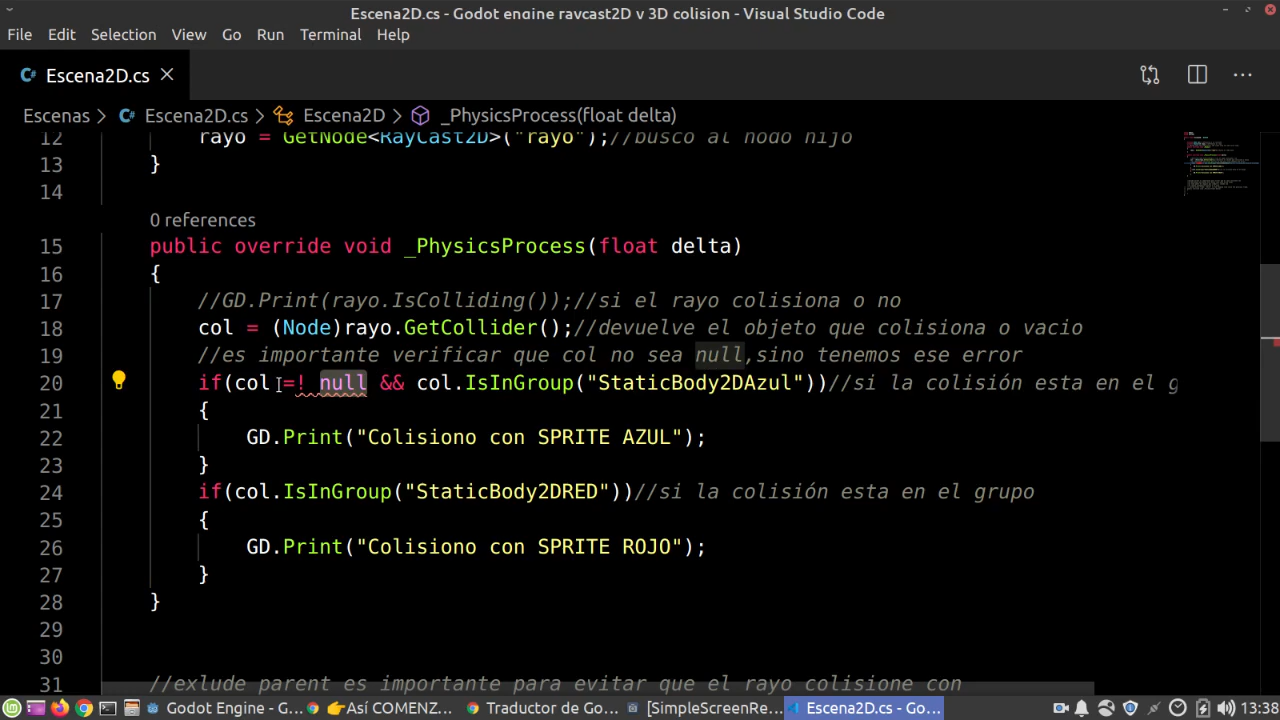 Escena2D.cs - Godot engine raycast2D y 3D colision - Visual Studio Code
File Edit Selection View Go Run Terminal Help
Escena2D.cs
Escenas > Escena2D.cs > Escena2D > _PhysicsProcess(float delta)
12 rayo = GetNode<RayCast2D>("rayo");//busco al nodo hijo
13 }
14
0 references
15 public override void _PhysicsProcess(float delta)
16 {
17 //GD.Print(rayo.IsColliding());//si el rayo colisiona o no
18 col = (Node)rayo.GetCollider();//devuelve el objeto que colisiona o vacio
19 //es importante verificar que col no sea null,sino tenemos ese error
20 if(col =! null && col.IsInGroup("StaticBody2DAzul"))//si la colisión esta en el g
21 {
22 GD.Print("Colisiono con SPRITE AZUL");
23 }
24 if(col.IsInGroup("StaticBody2DRED"))//si la colisión esta en el grupo
25 {
26 GD.Print("Colisiono con SPRITE ROJO");
27 }
28 }
29
30
31 //exlude parent es importante para evitar que el rayo colisione con
Godot Engine - G... 👉Así COMENZ... Traductor de Go... [SimpleScreenRe... Escena2D.cs - Go... 13:38